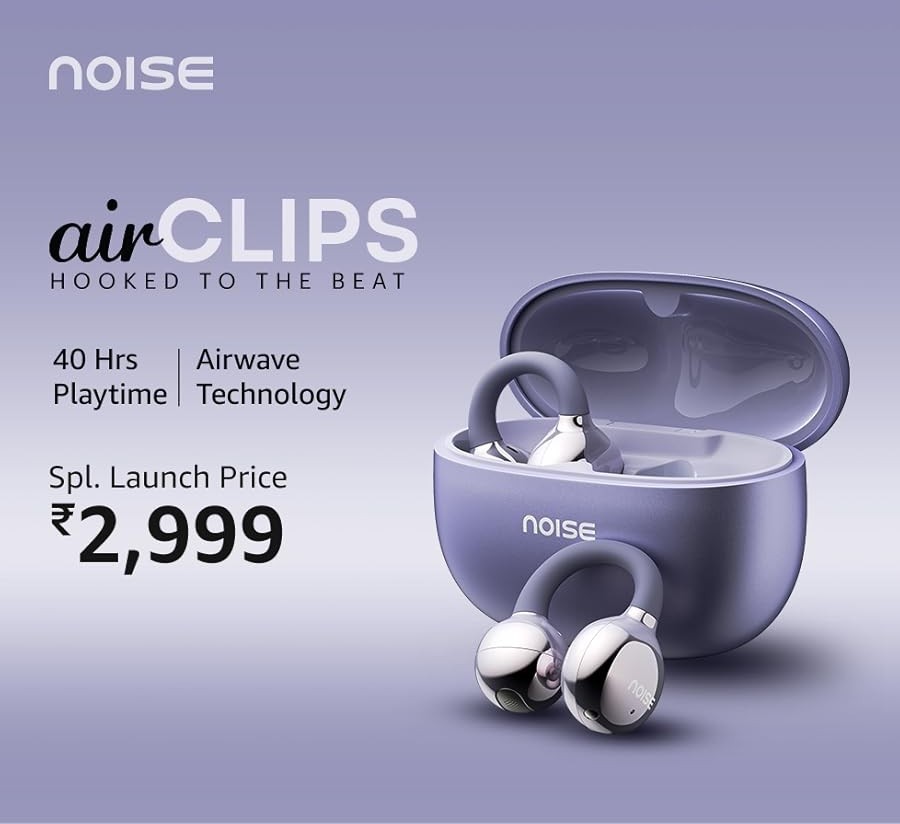 NOISE
airCLIPS
HOOKED TO THE BEAT
40 Hrs
Playtime
Airwave
Technology
Spl. Launch Price
₹2,999
NOISE
NOISE